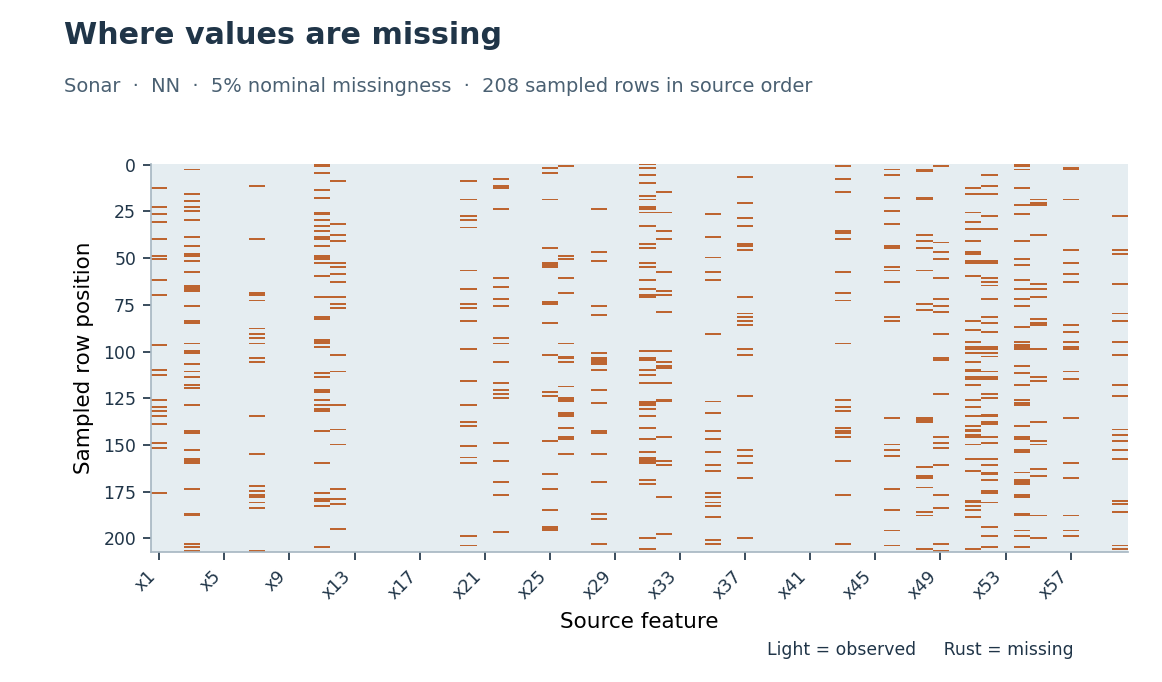 Where values are missing
Sonar · NN · 5% nominal missingness · 208 sampled rows in source order
0
25
50
75
100
125
150
175
200
Sampled row position
x1 x5 x9 x13 x17 x21 x25 x29 x33 x37 x41 x45 x49 x53 x57
Source feature
Light = observed Rust = missing